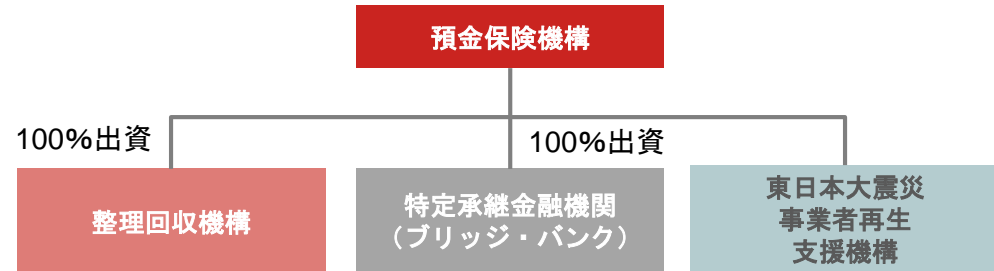 預金保険機構
100%出資
100%出資
整理回収機構
特定承継金融機関
(ブリッジ・バンク)
東日本大震災
事業者再生
支援機構